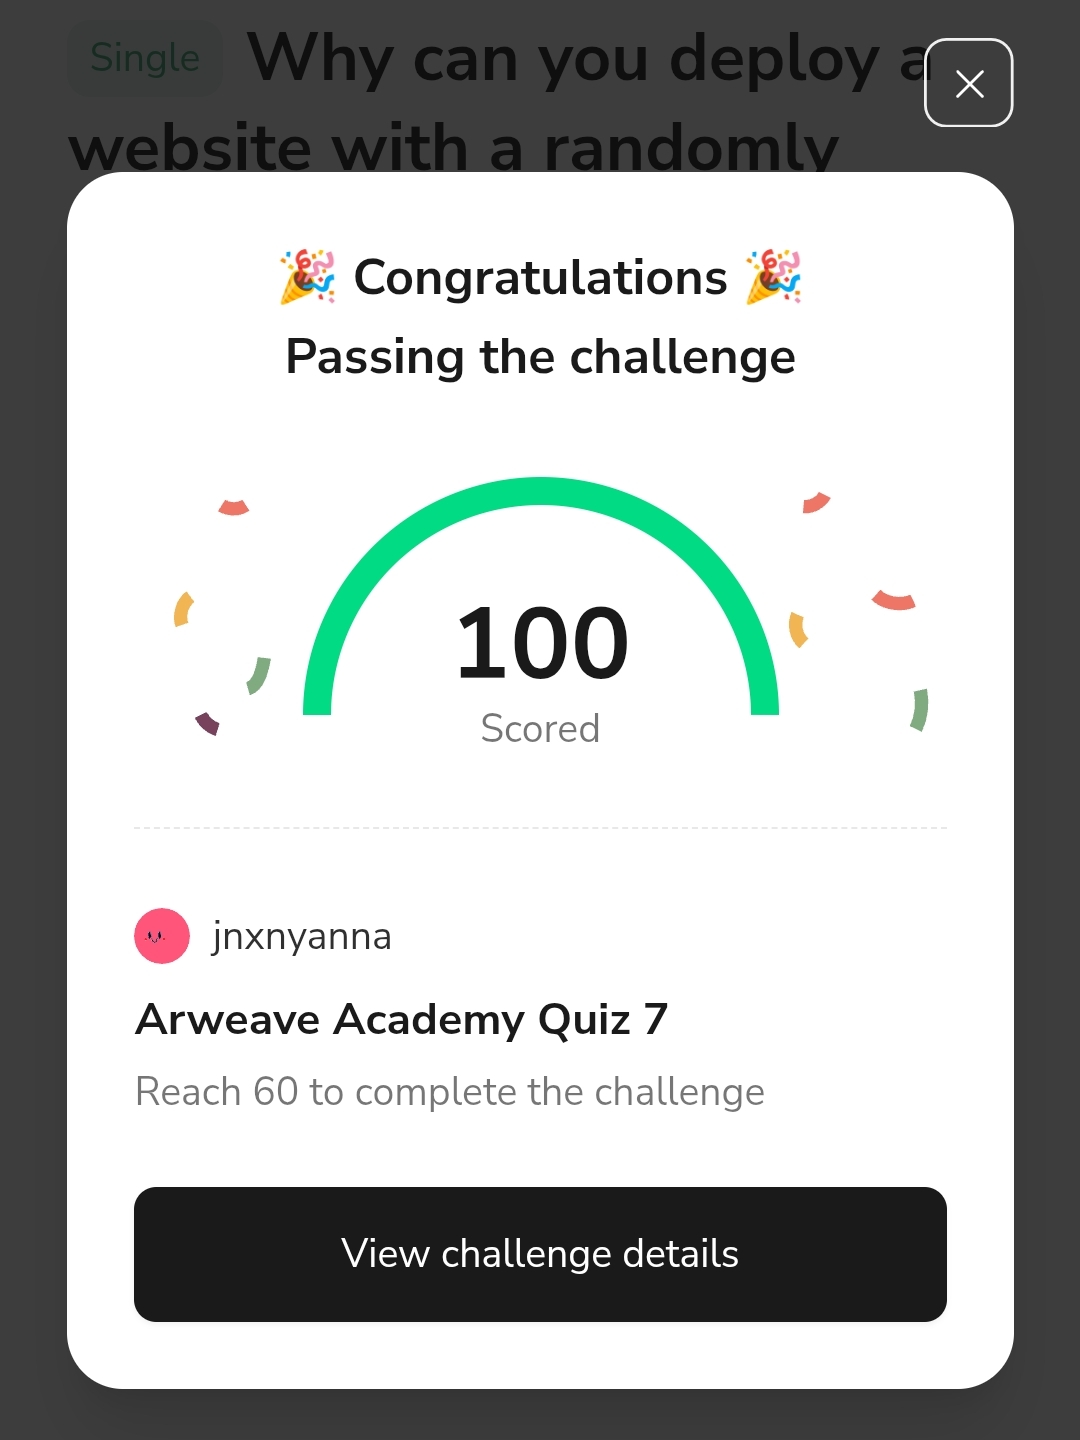 Single Why can you deploy a
website with a randomly
🎉 Congratulations 🎉
Passing the challenge
100
Scored
jnxnyanna
Arweave Academy Quiz 7
Reach 60 to complete the challenge
View challenge details